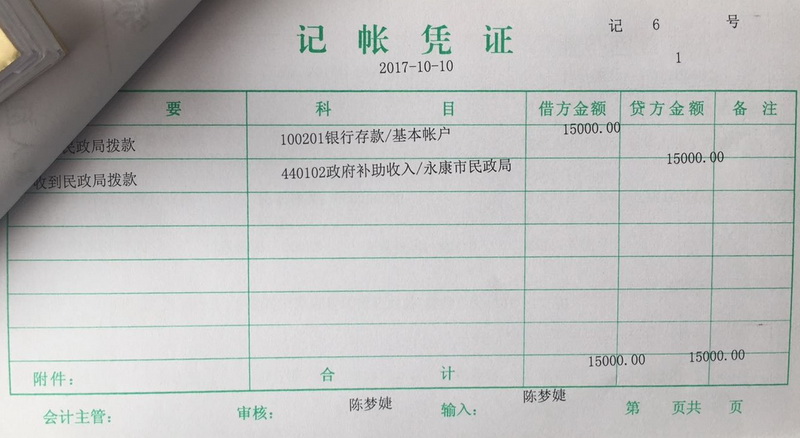 记 帐 凭 证
记 6 号
2017-10-10
1
要 科 目 借方金额 贷方金额 备 注
民政局拨款 100201银行存款/基本帐户 15000.00
收到民政局拨款 440102政府补助收入/永康市民政局 15000.00
附件: 合 计 15000.00 15000.00
会计主管: 审核: 陈梦婕 输入: 陈梦婕 第 页共 页